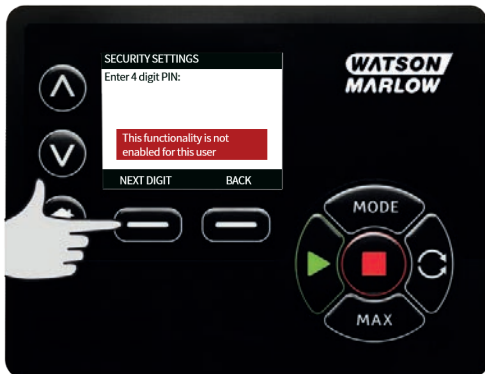 SECURITY SETTINGS
Enter 4 digit PIN:
This functionality is not
enabled for this user
NEXT DIGIT BACK
WATSON
MARLOW
MODE
MAX